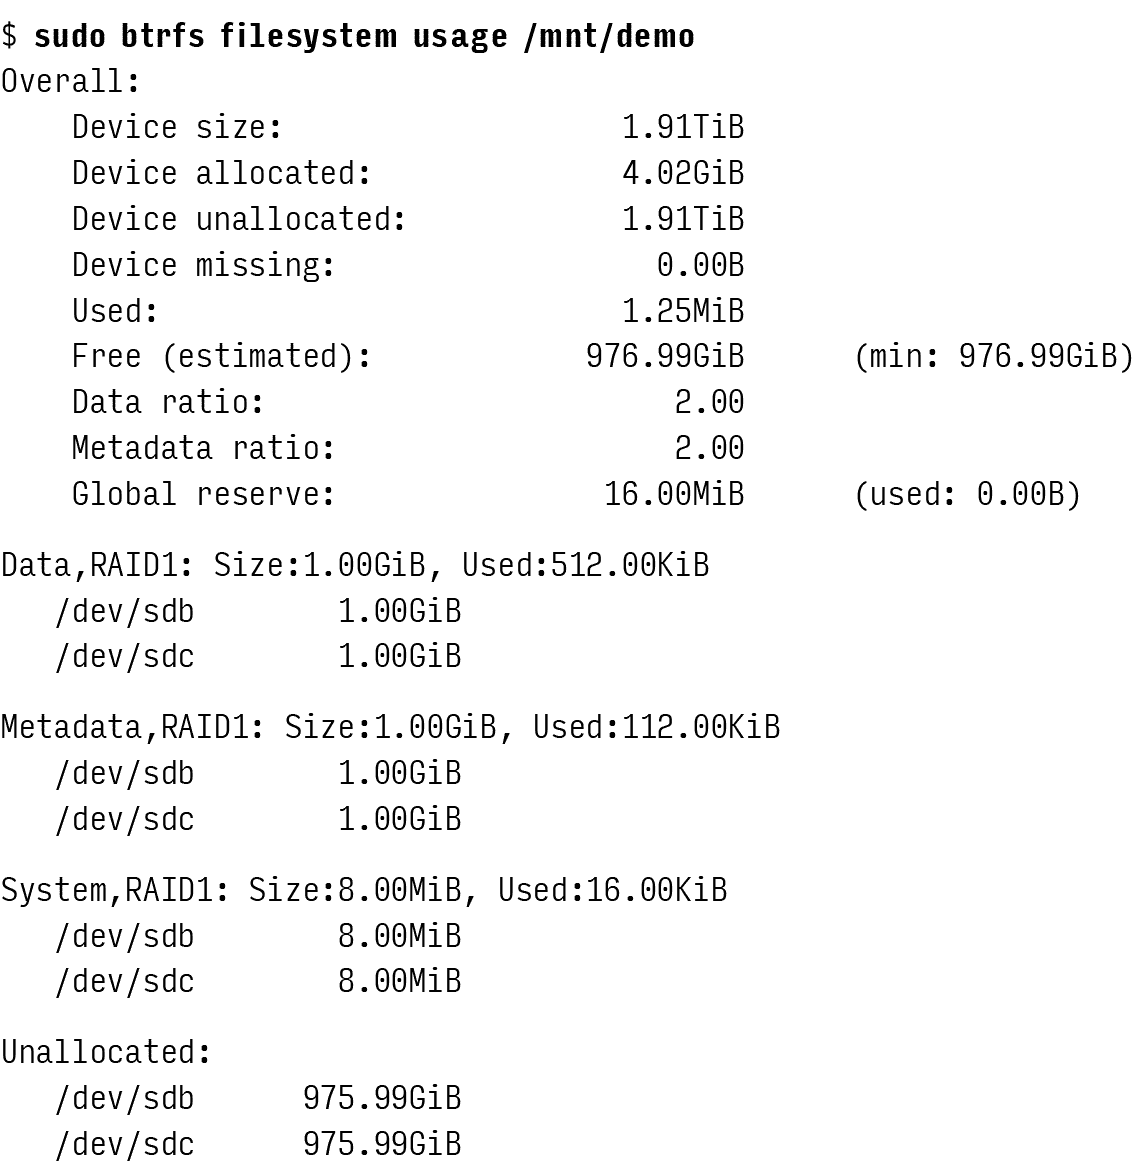 $ sudo btrfs filesystem usage /mnt/demo
Overall:
    Device size:                   1.91TiB
    Device allocated:              4.02GiB
    Device unallocated:            1.91TiB
    Device missing:                  0.00B
    Used:                          1.25MiB
    Free (estimated):            976.99GiB      (min: 976.99GiB)
    Data ratio:                       2.00
    Metadata ratio:                   2.00
    Global reserve:               16.00MiB      (used: 0.00B)

Data,RAID1: Size:1.00GiB, Used:512.00KiB
   /dev/sdb        1.00GiB
   /dev/sdc        1.00GiB

Metadata,RAID1: Size:1.00GiB, Used:112.00KiB
   /dev/sdb        1.00GiB
   /dev/sdc        1.00GiB

System,RAID1: Size:8.00MiB, Used:16.00KiB
   /dev/sdb        8.00MiB
   /dev/sdc        8.00MiB

Unallocated:
   /dev/sdb      975.99GiB
   /dev/sdc      975.99GiB